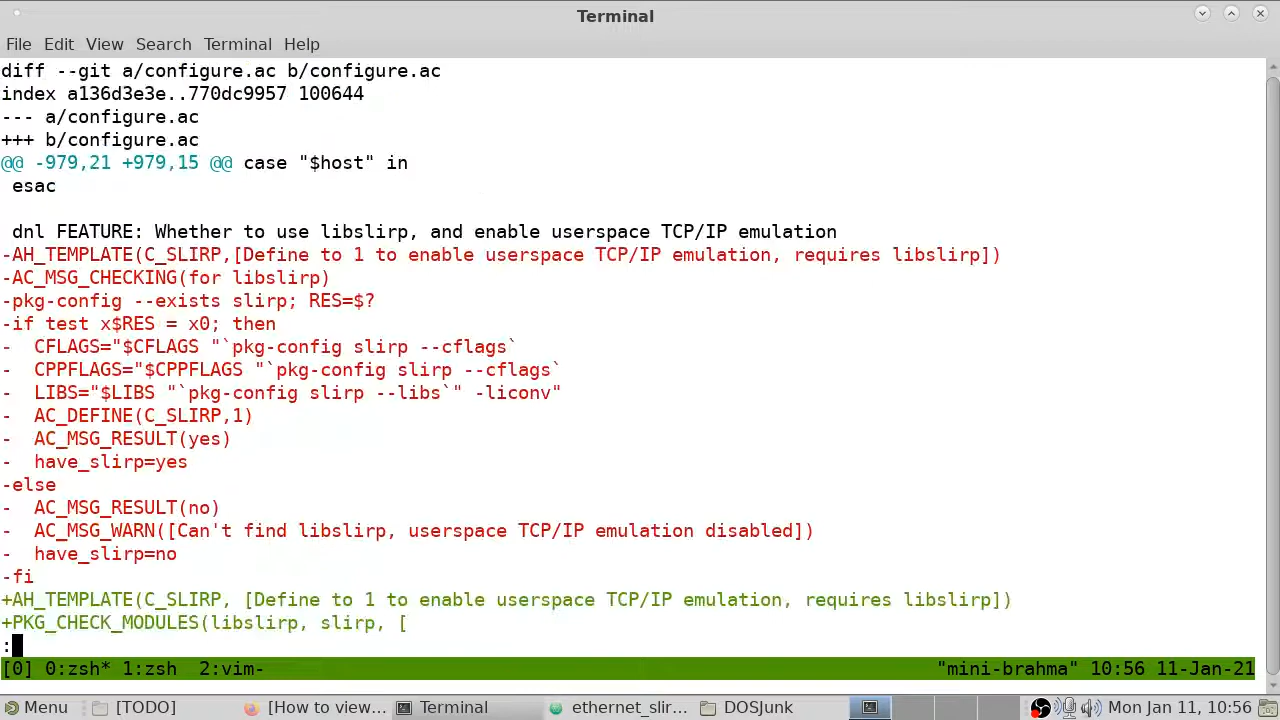 Terminal
File Edit View Search Terminal Help
diff --git a/configure.ac b/configure.ac
index a136d3e3e..770dc9957 100644
--- a/configure.ac
+++ b/configure.ac
@@ -979,21 +979,15 @@ case "$host" in
 esac

 dnl FEATURE: Whether to use libslirp, and enable userspace TCP/IP emulation
-AH_TEMPLATE(C_SLIRP,[Define to 1 to enable userspace TCP/IP emulation, requires libslirp])
-AC_MSG_CHECKING(for libslirp)
-pkg-config --exists slirp; RES=$?
-if test x$RES = x0; then
-  CFLAGS="$CFLAGS "`pkg-config slirp --cflags`
-  CPPFLAGS="$CPPFLAGS "`pkg-config slirp --cflags`
-  LIBS="$LIBS "`pkg-config slirp --libs`" -liconv"
-  AC_DEFINE(C_SLIRP,1)
-  AC_MSG_RESULT(yes)
-  have_slirp=yes
-else
-  AC_MSG_RESULT(no)
-  AC_MSG_WARN([Can't find libslirp, userspace TCP/IP emulation disabled])
-  have_slirp=no
-fi
+AH_TEMPLATE(C_SLIRP, [Define to 1 to enable userspace TCP/IP emulation, requires libslirp])
+PKG_CHECK_MODULES(libslirp, slirp, [
:
[0] 0:zsh* 1:zsh  2:vim- "mini-brahma" 10:56 11-Jan-21
Menu [TODO] [How to view... Terminal ethernet_slir... DOSJunk Mon Jan 11, 10:56